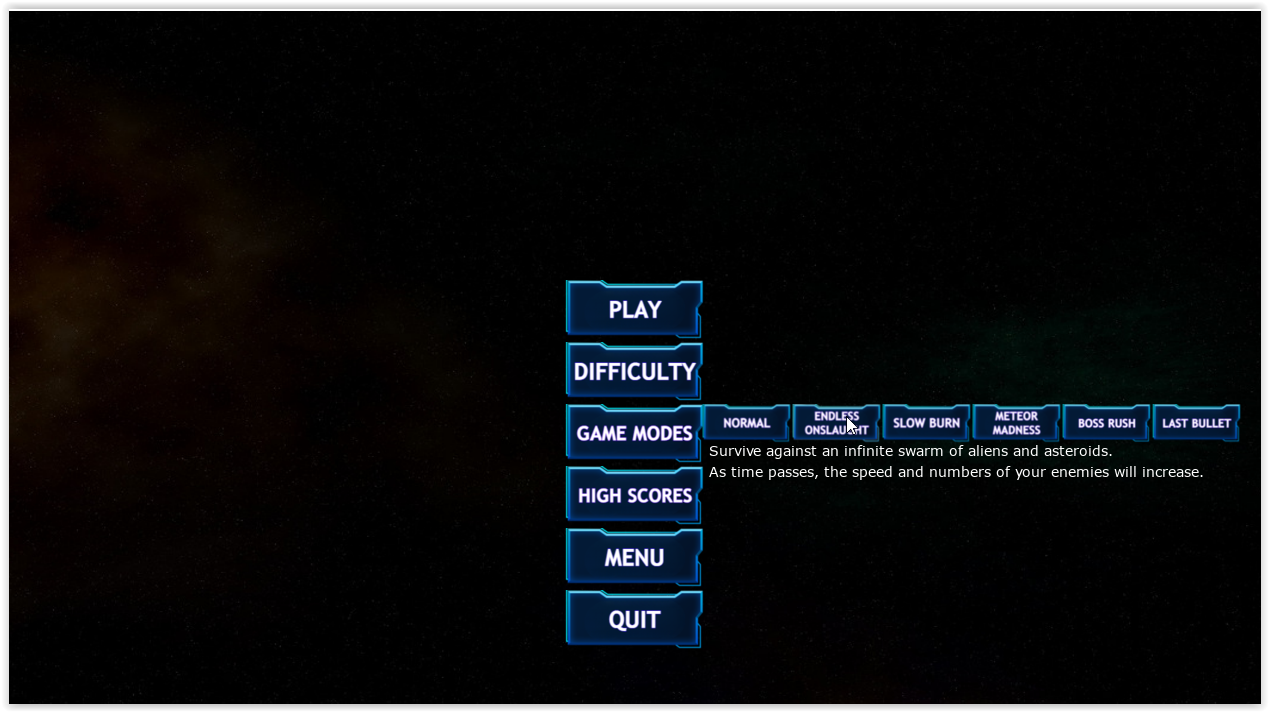 PLAY
DIFFICULTY
GAME MODES
NORMAL
ENDLESS
ONSLAUGHT
SLOW BURN
METEOR
MADNESS
BOSS RUSH
LAST BULLET
Survive against an infinite swarm of aliens and asteroids.
As time passes, the speed and numbers of your enemies will increase.
HIGH SCORES
MENU
QUIT